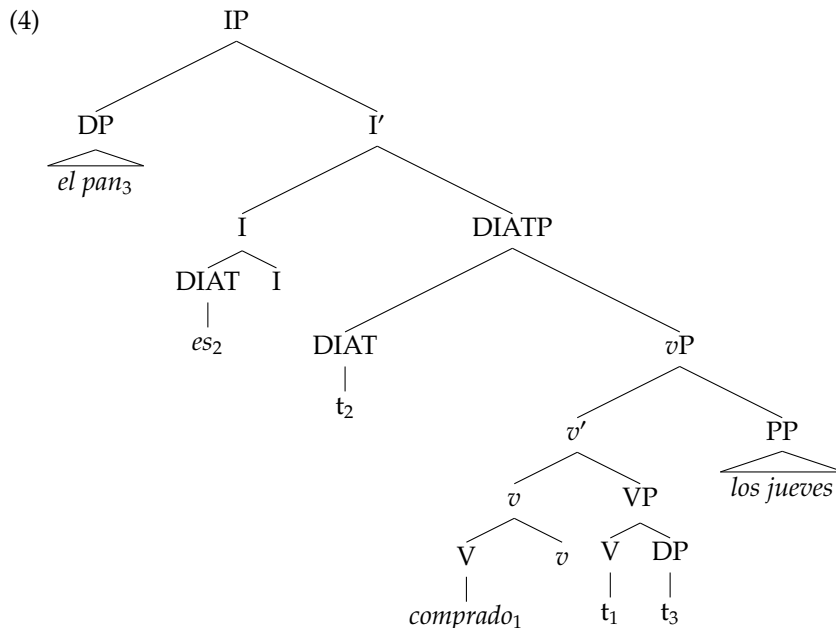 (4) IP
DP I′
el pan₃
I DIATP
DIAT I
es₂ DIAT vP
t₂
v′ PP
los jueves
v VP
V v V DP
comprado₁ t₁ t₃